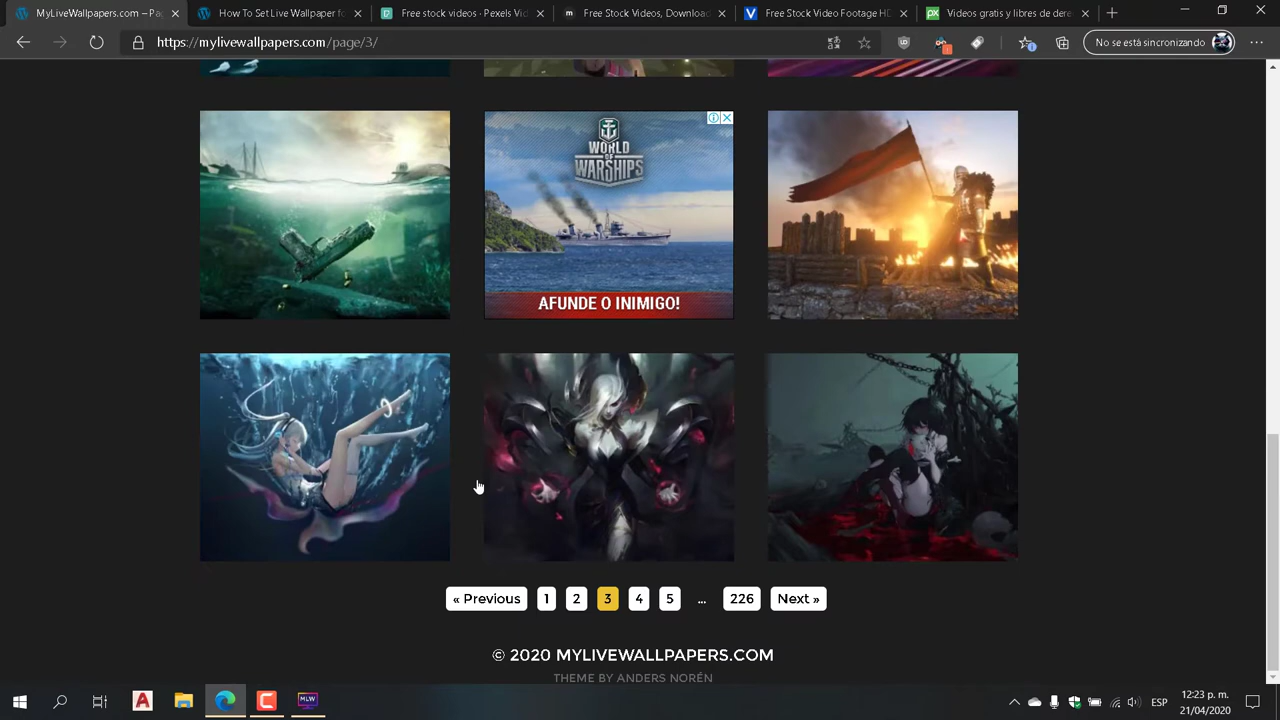 MyLiveWallpapers.com – Pa
How To Set Live Wallpaper fo
Free stock videos · Pexels Vid
Free Stock Videos, Download
Free Stock Video Footage HD
Videos gratis y libres de dere
https://mylivewallpapers.com/page/3/
No se está sincronizando
WORLD
OF
WARSHIPS
AFUNDE O INIMIGO!
« Previous 1 2 3 4 5 ... 226 Next »
© 2020 MYLIVEWALLPAPERS.COM
THEME BY ANDERS NORÉN
MLW
ESP
12:23 p. m.
21/04/2020